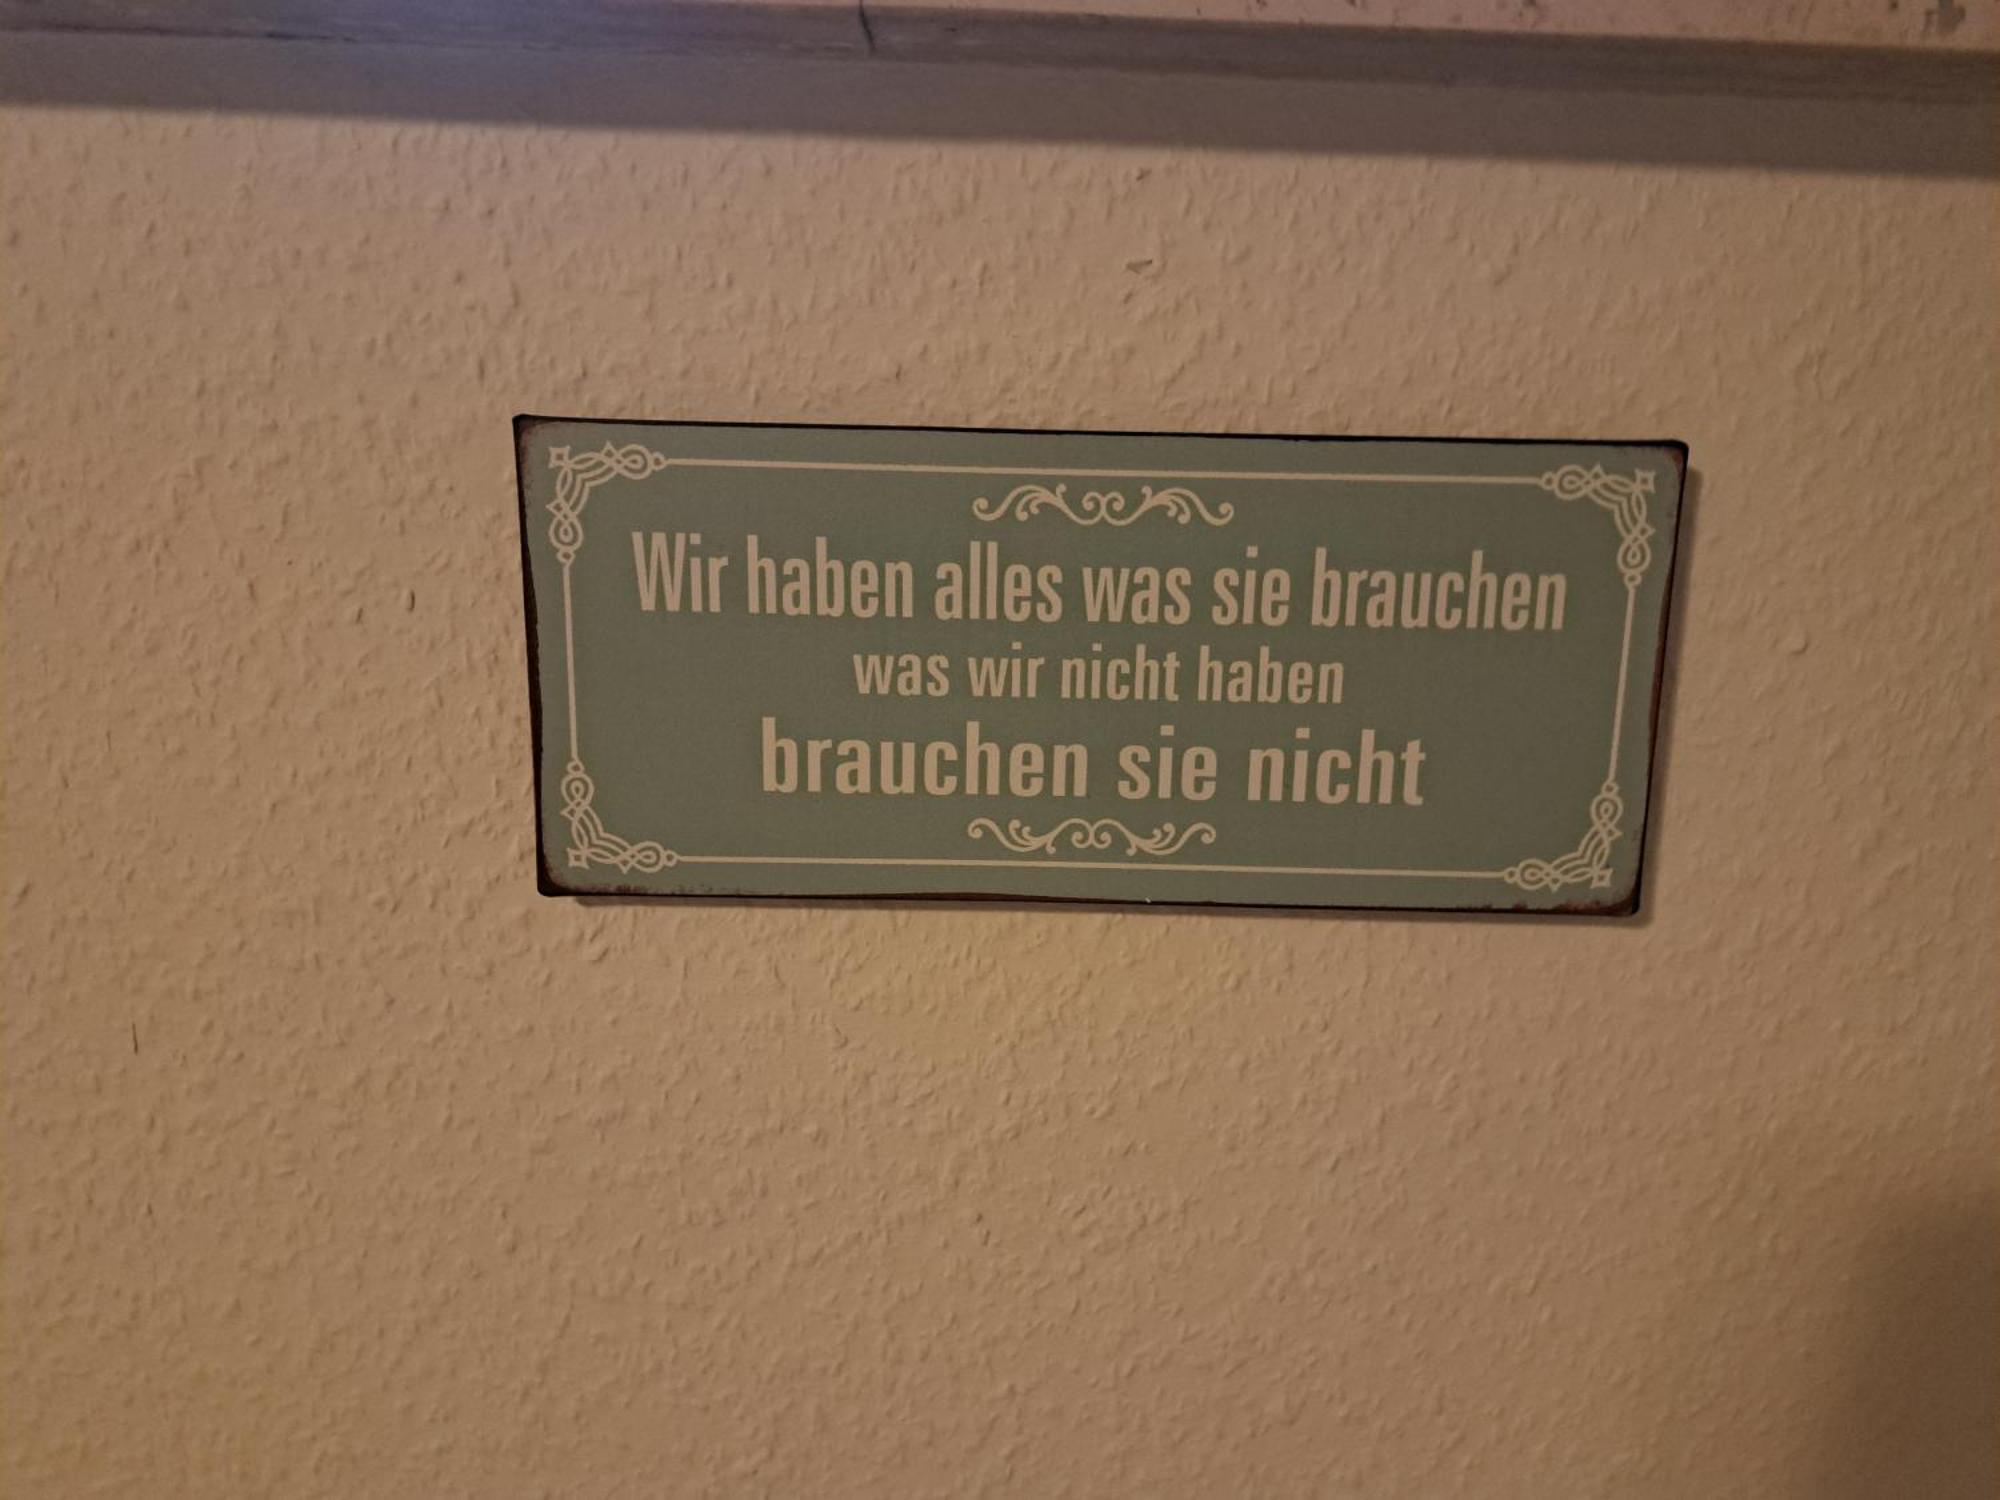 Wir haben alles was sie brauchen
was wir nicht haben
brauchen sie nicht